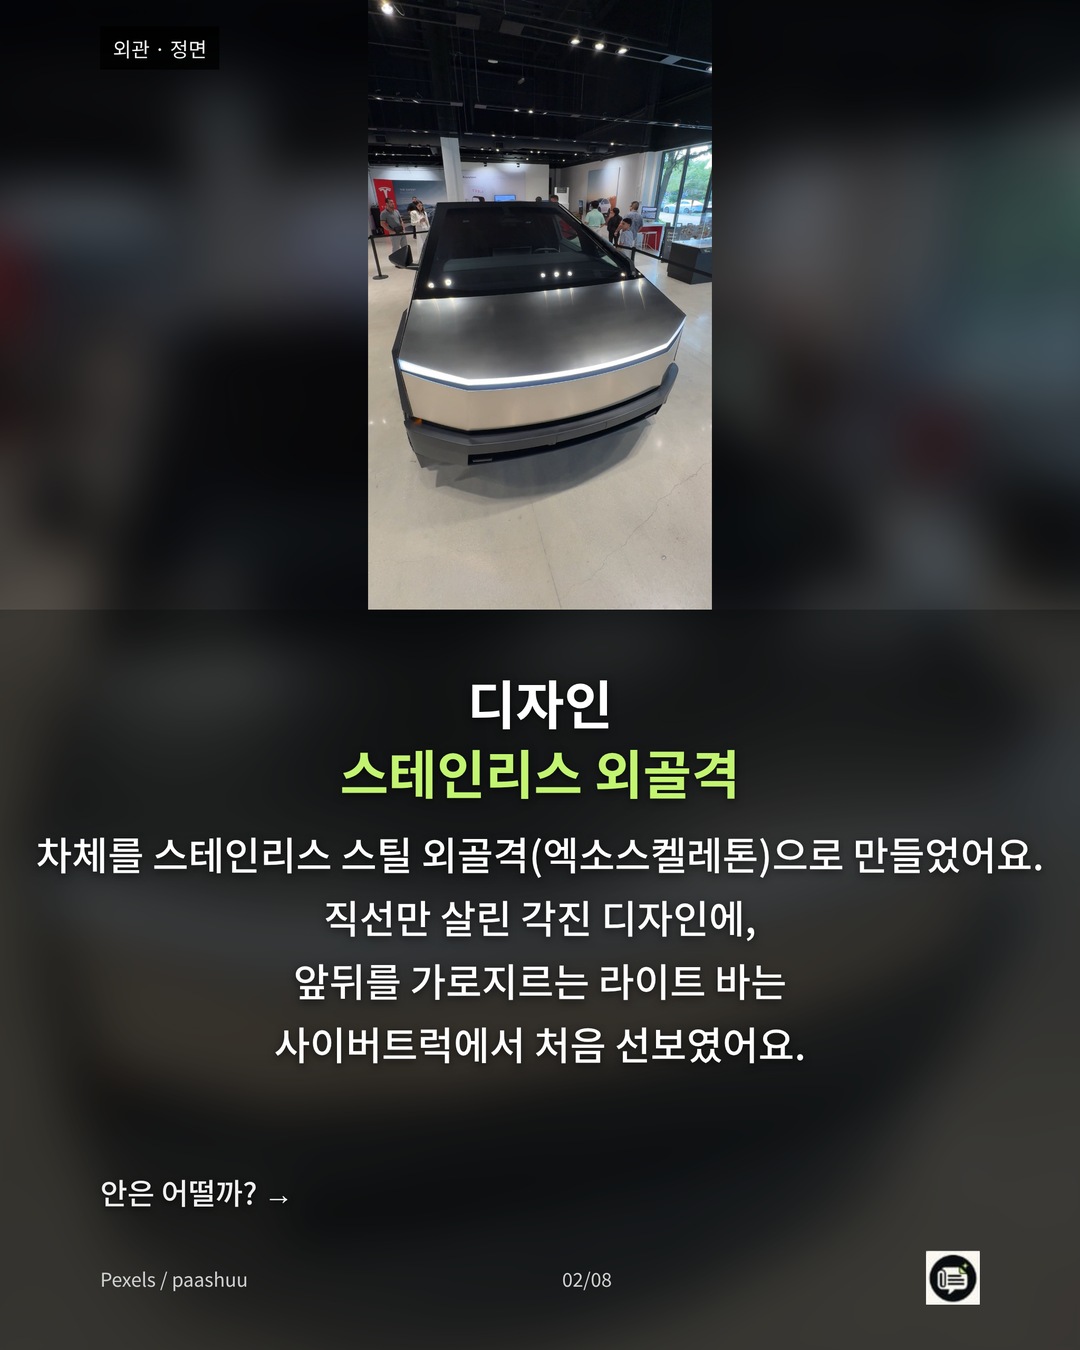 외관 · 정면
디자인
스테인리스 외골격
차체를 스테인리스 스틸 외골격(엑소스켈레톤)으로 만들었어요.
직선만 살린 각진 디자인에,
앞뒤를 가로지르는 라이트 바는
사이버트럭에서 처음 선보였어요.
안은 어떨까? →
Pexels / paashuu
02/08